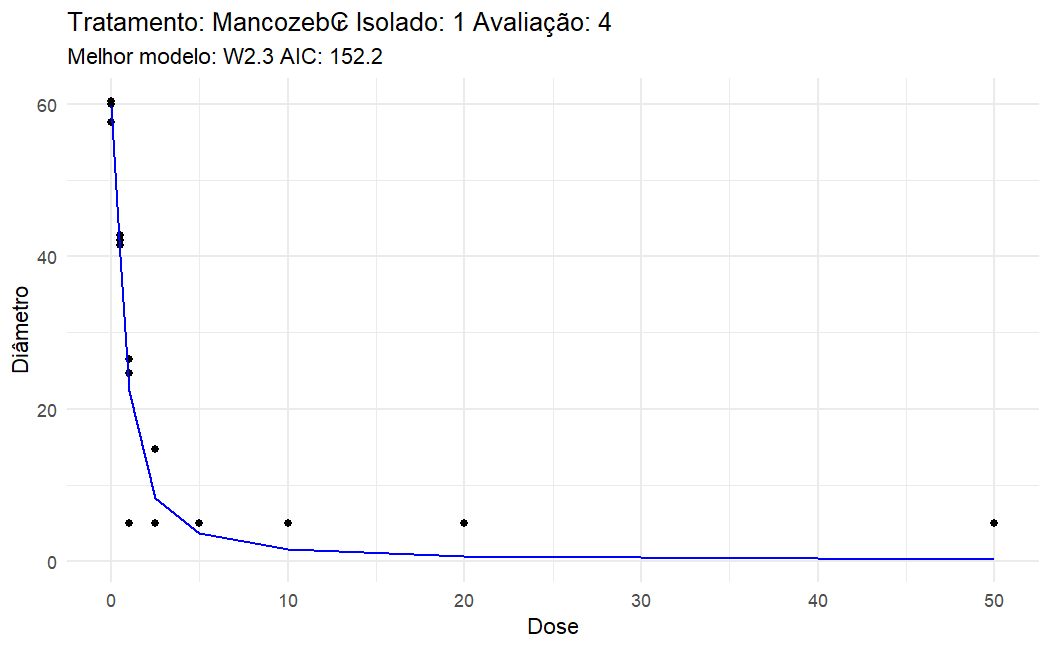 Tratamento: Mancozeb₢ Isolado: 1 Avaliação: 4
Melhor modelo: W2.3 AIC: 152.2
Diâmetro
60
40
20
0
0 10 20 30 40 50
Dose